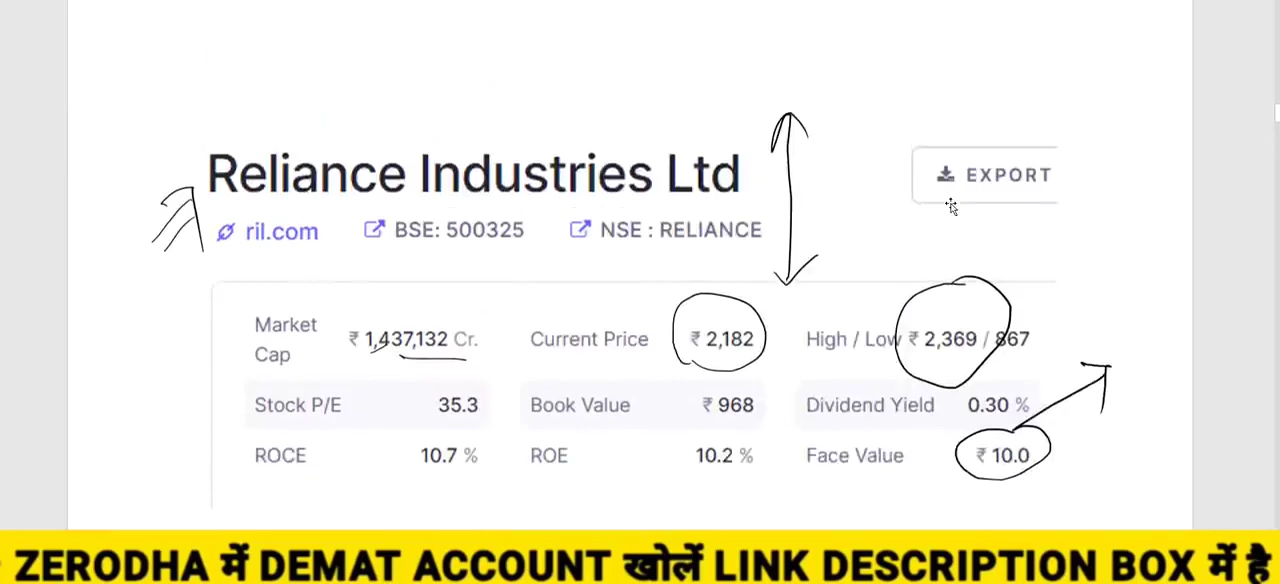 Reliance Industries Ltd
EXPORT
ril.com BSE: 500325 NSE : RELIANCE
Market Cap ₹ 1,437,132 Cr. Current Price ₹ 2,182 High / Low ₹ 2,369 / 867
Stock P/E 35.3 Book Value ₹ 968 Dividend Yield 0.30 %
ROCE 10.7 % ROE 10.2 % Face Value ₹ 10.0
ZERODHA में DEMAT ACCOUNT खोलें LINK DESCRIPTION BOX में है